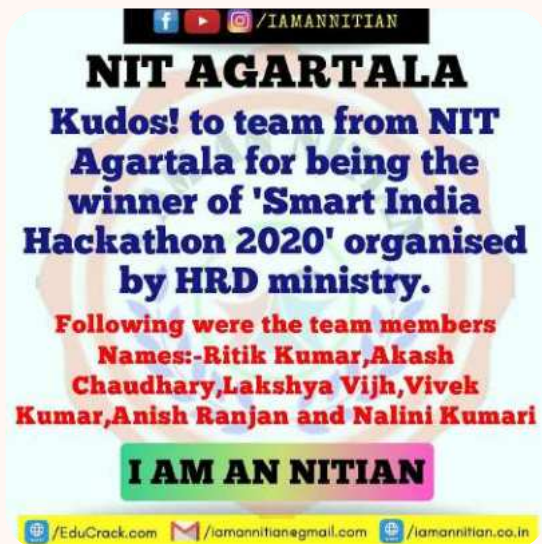 /IAMANNITIAN
NIT AGARTALA
Kudos! to team from NIT
Agartala for being the
winner of 'Smart India
Hackathon 2020' organised
by HRD ministry.
Following were the team members
Names:-Ritik Kumar,Akash
Chaudhary,Lakshya Vijh,Vivek
Kumar,Anish Ranjan and Nalini Kumari
I AM AN NITIAN
/EduCrack.com /iamannitian@gmail.com /iamannitian.co.in